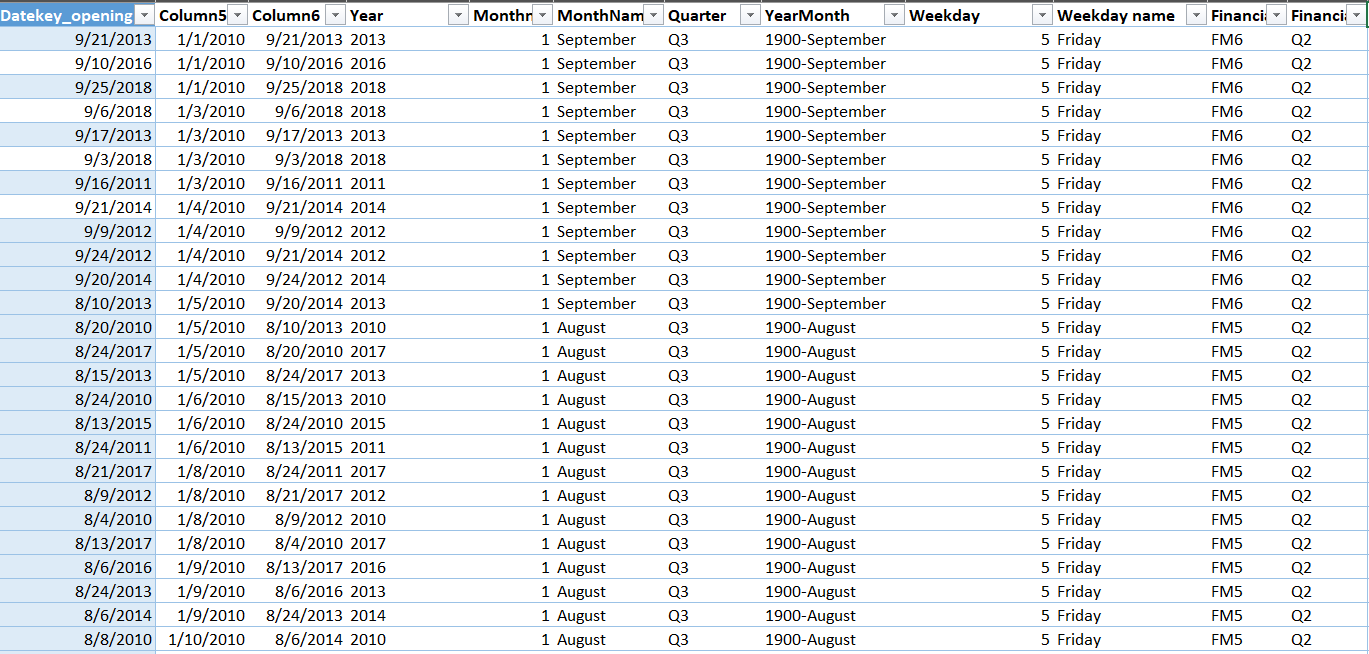 Datekey_opening Column5 Column6 Year Monthn MonthNam Quarter YearMonth Weekday Weekday name Financi Financi
9/21/2013 1/1/2010 9/21/2013 2013 1 September Q3 1900-September 5 Friday FM6 Q2
9/10/2016 1/1/2010 9/10/2016 2016 1 September Q3 1900-September 5 Friday FM6 Q2
9/25/2018 1/1/2010 9/25/2018 2018 1 September Q3 1900-September 5 Friday FM6 Q2
9/6/2018 1/3/2010 9/6/2018 2018 1 September Q3 1900-September 5 Friday FM6 Q2
9/17/2013 1/3/2010 9/17/2013 2013 1 September Q3 1900-September 5 Friday FM6 Q2
9/3/2018 1/3/2010 9/3/2018 2018 1 September Q3 1900-September 5 Friday FM6 Q2
9/16/2011 1/3/2010 9/16/2011 2011 1 September Q3 1900-September 5 Friday FM6 Q2
9/21/2014 1/4/2010 9/21/2014 2014 1 September Q3 1900-September 5 Friday FM6 Q2
9/9/2012 1/4/2010 9/9/2012 2012 1 September Q3 1900-September 5 Friday FM6 Q2
9/24/2012 1/4/2010 9/21/2014 2012 1 September Q3 1900-September 5 Friday FM6 Q2
9/20/2014 1/4/2010 9/24/2012 2014 1 September Q3 1900-September 5 Friday FM6 Q2
8/10/2013 1/5/2010 9/20/2014 2013 1 September Q3 1900-September 5 Friday FM6 Q2
8/20/2010 1/5/2010 8/10/2013 2010 1 August Q3 1900-August 5 Friday FM5 Q2
8/24/2017 1/5/2010 8/20/2010 2017 1 August Q3 1900-August 5 Friday FM5 Q2
8/15/2013 1/5/2010 8/24/2017 2013 1 August Q3 1900-August 5 Friday FM5 Q2
8/24/2010 1/6/2010 8/15/2013 2010 1 August Q3 1900-August 5 Friday FM5 Q2
8/13/2015 1/6/2010 8/24/2010 2015 1 August Q3 1900-August 5 Friday FM5 Q2
8/24/2011 1/6/2010 8/13/2015 2011 1 August Q3 1900-August 5 Friday FM5 Q2
8/21/2017 1/8/2010 8/24/2011 2017 1 August Q3 1900-August 5 Friday FM5 Q2
8/9/2012 1/8/2010 8/21/2017 2012 1 August Q3 1900-August 5 Friday FM5 Q2
8/4/2010 1/8/2010 8/9/2012 2010 1 August Q3 1900-August 5 Friday FM5 Q2
8/13/2017 1/8/2010 8/4/2010 2017 1 August Q3 1900-August 5 Friday FM5 Q2
8/6/2016 1/9/2010 8/13/2017 2016 1 August Q3 1900-August 5 Friday FM5 Q2
8/24/2013 1/9/2010 8/6/2016 2013 1 August Q3 1900-August 5 Friday FM5 Q2
8/6/2014 1/9/2010 8/24/2013 2014 1 August Q3 1900-August 5 Friday FM5 Q2
8/8/2010 1/10/2010 8/6/2014 2010 1 August Q3 1900-August 5 Friday FM5 Q2